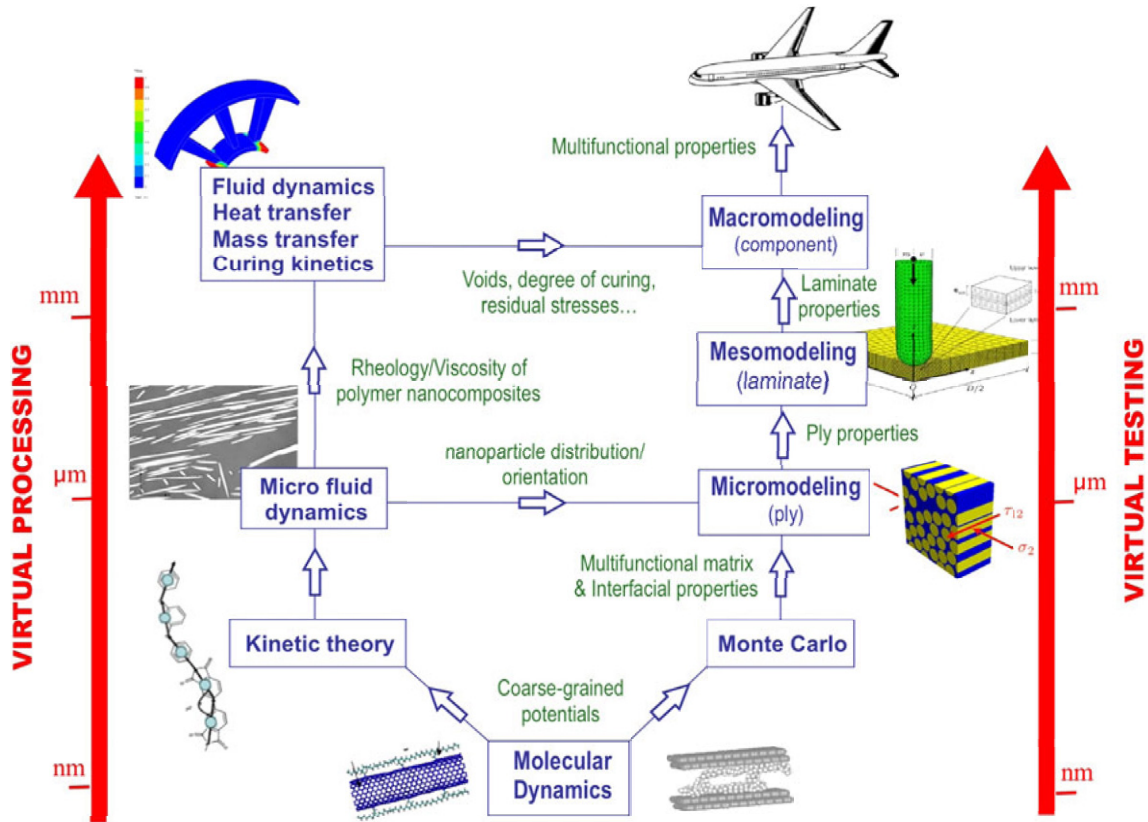 Multifunctional properties
Fluid dynamics
Heat transfer
Mass transfer
Curing kinetics
Macromodeling
(component)
Voids, degree of curing,
residual stresses…
Laminate
properties
mm
mm
Mesomodeling
(laminate)
Rheology/Viscosity of
polymer nanocomposites
Ply properties
nanoparticle distribution/
orientation
µm
µm
Micro fluid
dynamics
Micromodeling
(ply)
τ12
σ2
Multifunctional matrix
& Interfacial properties
Kinetic theory
Monte Carlo
Coarse-grained
potentials
Molecular
Dynamics
nm
nm
VIRTUAL PROCESSING
VIRTUAL TESTING